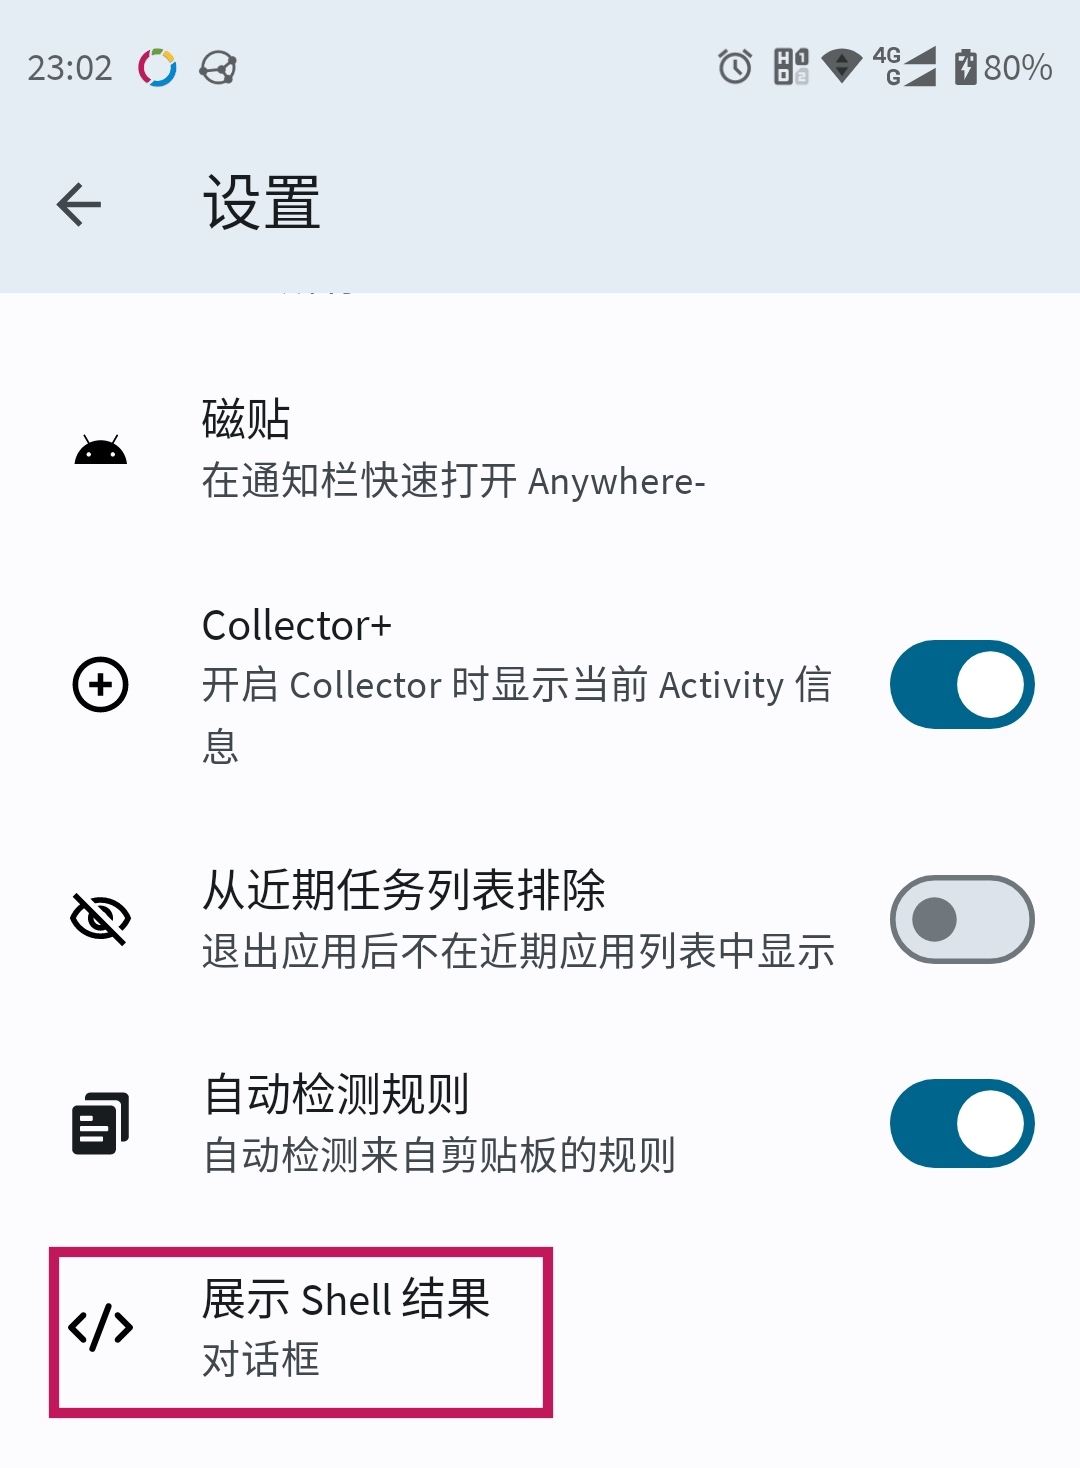 23:02
HD 1 2
4G
G
80%
设置
磁贴
在通知栏快速打开 Anywhere-
Collector+
开启 Collector 时显示当前 Activity 信
息
从近期任务列表排除
退出应用后不在近期应用列表中显示
自动检测规则
自动检测来自剪贴板的规则
展示 Shell 结果
对话框